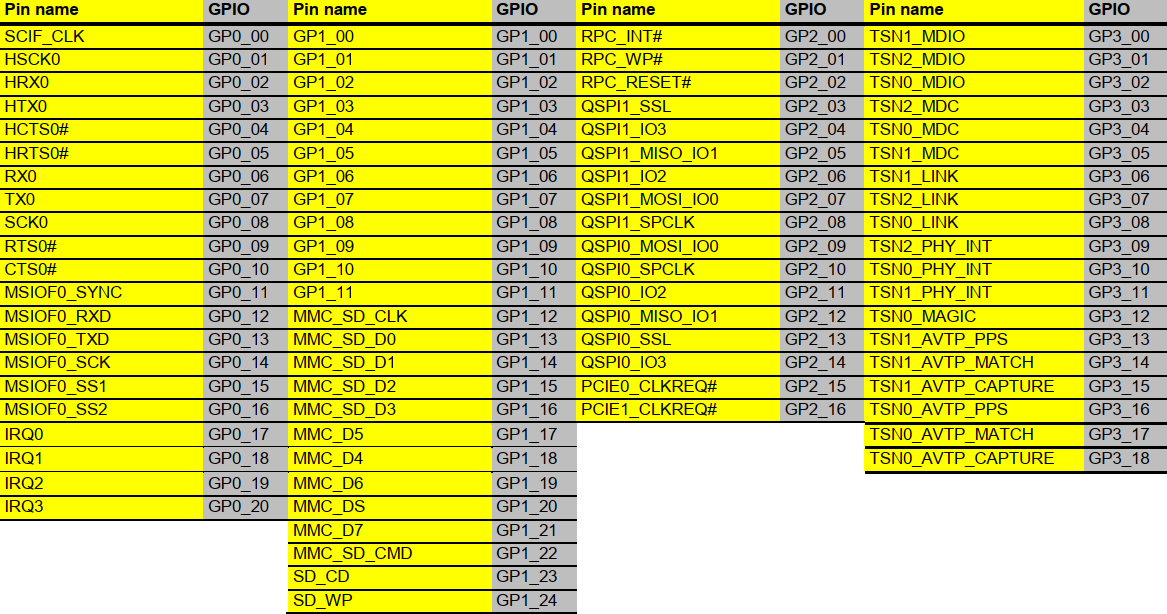 Pin name GPIO Pin name GPIO Pin name GPIO Pin name GPIO
SCIF_CLK GP0_00 GP1_00 GP1_00 RPC_INT# GP2_00 TSN1_MDIO GP3_00
HSCK0 GP0_01 GP1_01 GP1_01 RPC_WP# GP2_01 TSN2_MDIO GP3_01
HRX0 GP0_02 GP1_02 GP1_02 RPC_RESET# GP2_02 TSN0_MDIO GP3_02
HTX0 GP0_03 GP1_03 GP1_03 QSPI1_SSL GP2_03 TSN2_MDC GP3_03
HCTS0# GP0_04 GP1_04 GP1_04 QSPI1_IO3 GP2_04 TSN0_MDC GP3_04
HRTS0# GP0_05 GP1_05 GP1_05 QSPI1_MISO_IO1 GP2_05 TSN1_MDC GP3_05
RX0 GP0_06 GP1_06 GP1_06 QSPI1_IO2 GP2_06 TSN1_LINK GP3_06
TX0 GP0_07 GP1_07 GP1_07 QSPI1_MOSI_IO0 GP2_07 TSN2_LINK GP3_07
SCK0 GP0_08 GP1_08 GP1_08 QSPI1_SPCLK GP2_08 TSN0_LINK GP3_08
RTS0# GP0_09 GP1_09 GP1_09 QSPI0_MOSI_IO0 GP2_09 TSN2_PHY_INT GP3_09
CTS0# GP0_10 GP1_10 GP1_10 QSPI0_SPCLK GP2_10 TSN0_PHY_INT GP3_10
MSIOF0_SYNC GP0_11 GP1_11 GP1_11 QSPI0_IO2 GP2_11 TSN1_PHY_INT GP3_11
MSIOF0_RXD GP0_12 MMC_SD_CLK GP1_12 QSPI0_MISO_IO1 GP2_12 TSN0_MAGIC GP3_12
MSIOF0_TXD GP0_13 MMC_SD_D0 GP1_13 QSPI0_SSL GP2_13 TSN1_AVTP_PPS GP3_13
MSIOF0_SCK GP0_14 MMC_SD_D1 GP1_14 QSPI0_IO3 GP2_14 TSN1_AVTP_MATCH GP3_14
MSIOF0_SS1 GP0_15 MMC_SD_D2 GP1_15 PCIE0_CLKREQ# GP2_15 TSN1_AVTP_CAPTURE GP3_15
MSIOF0_SS2 GP0_16 MMC_SD_D3 GP1_16 PCIE1_CLKREQ# GP2_16 TSN0_AVTP_PPS GP3_16
IRQ0 GP0_17 MMC_D5 GP1_17 TSN0_AVTP_MATCH GP3_17
IRQ1 GP0_18 MMC_D4 GP1_18 TSN0_AVTP_CAPTURE GP3_18
IRQ2 GP0_19 MMC_D6 GP1_19
IRQ3 GP0_20 MMC_DS GP1_20
MMC_D7 GP1_21
MMC_SD_CMD GP1_22
SD_CD GP1_23
SD_WP GP1_24